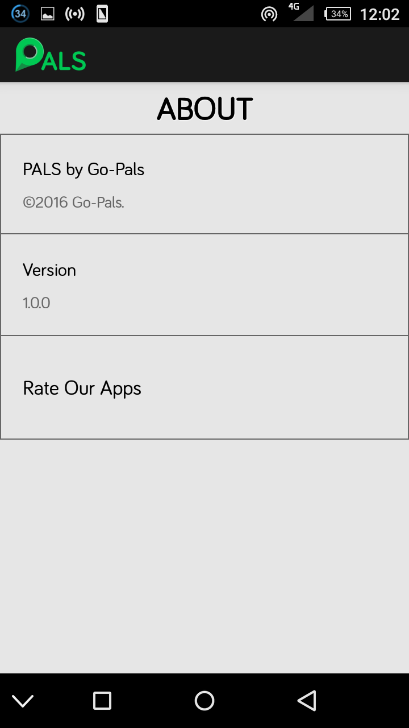 34
4G
34%
12:02
PALS
ABOUT
PALS by Go-Pals
©2016 Go-Pals.
Version
1.0.0
Rate Our Apps